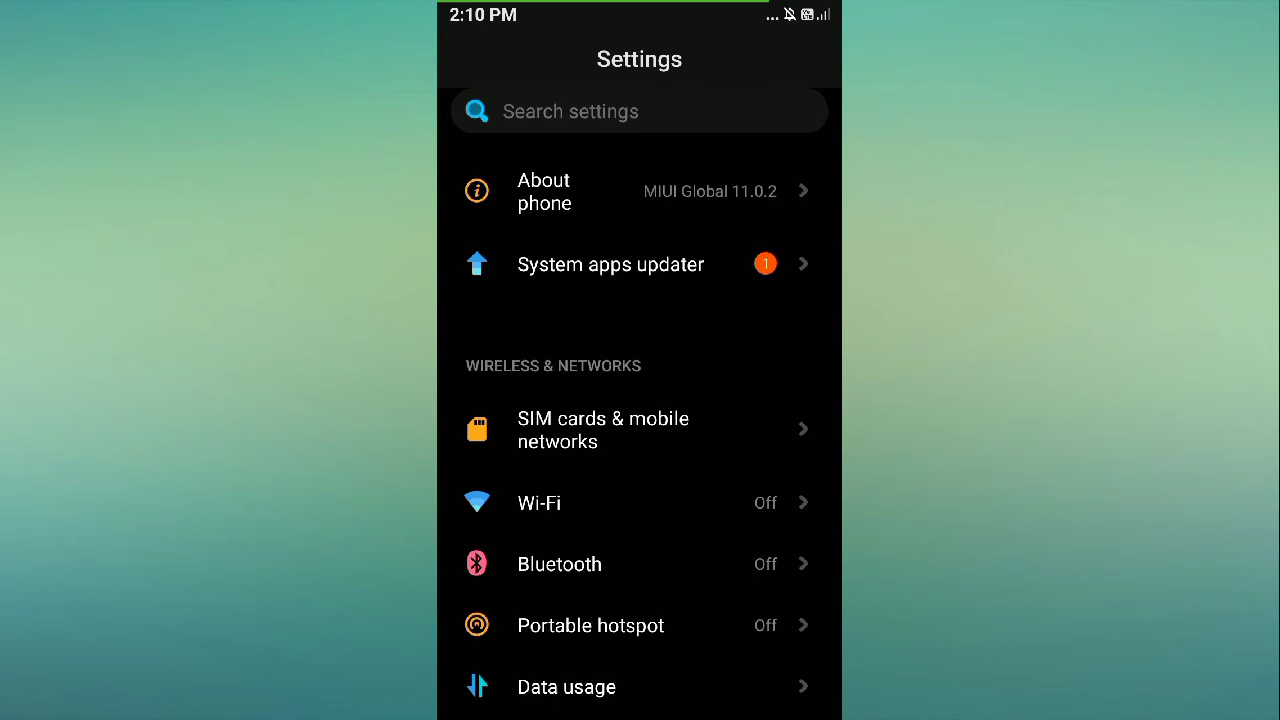 2:10 PM
Settings
Search settings
About
phone
MIUI Global 11.0.2
System apps updater
1
WIRELESS & NETWORKS
SIM cards & mobile
networks
Wi-Fi
Off
Bluetooth
Off
Portable hotspot
Off
Data usage